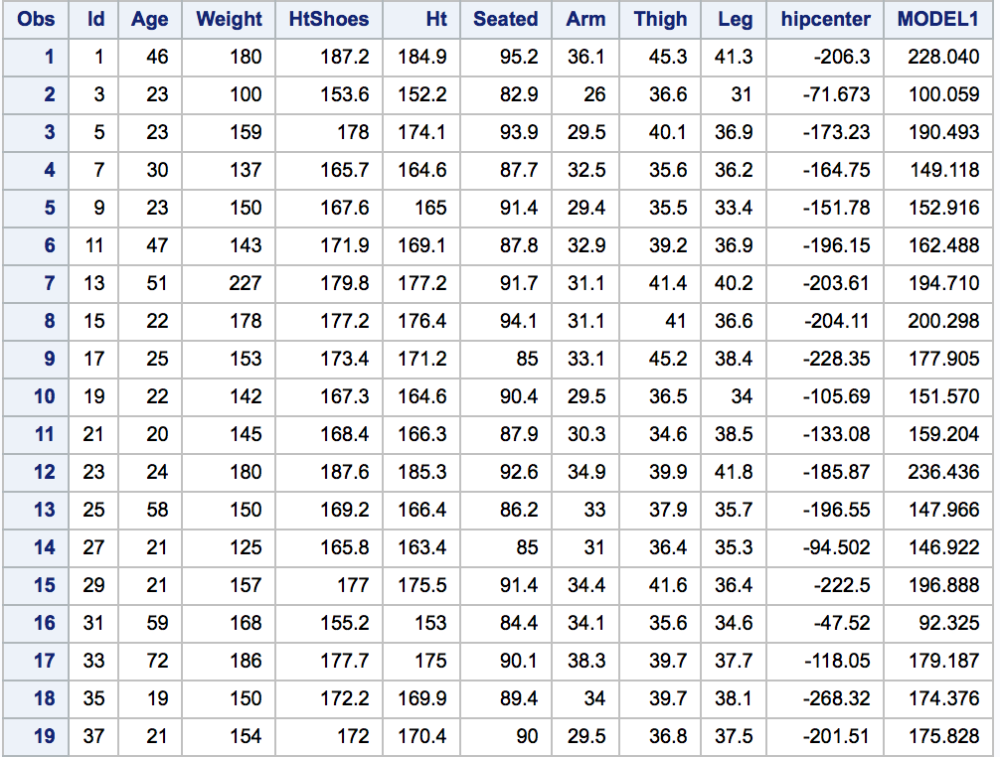 Obs Id Age Weight HtShoes Ht Seated Arm Thigh Leg hipcenter MODEL1
1 1 46 180 187.2 184.9 95.2 36.1 45.3 41.3 -206.3 228.040
2 3 23 100 153.6 152.2 82.9 26 36.6 31 -71.673 100.059
3 5 23 159 178 174.1 93.9 29.5 40.1 36.9 -173.23 190.493
4 7 30 137 165.7 164.6 87.7 32.5 35.6 36.2 -164.75 149.118
5 9 23 150 167.6 165 91.4 29.4 35.5 33.4 -151.78 152.916
6 11 47 143 171.9 169.1 87.8 32.9 39.2 36.9 -196.15 162.488
7 13 51 227 179.8 177.2 91.7 31.1 41.4 40.2 -203.61 194.710
8 15 22 178 177.2 176.4 94.1 31.1 41 36.6 -204.11 200.298
9 17 25 153 173.4 171.2 85 33.1 45.2 38.4 -228.35 177.905
10 19 22 142 167.3 164.6 90.4 29.5 36.5 34 -105.69 151.570
11 21 20 145 168.4 166.3 87.9 30.3 34.6 38.5 -133.08 159.204
12 23 24 180 187.6 185.3 92.6 34.9 39.9 41.8 -185.87 236.436
13 25 58 150 169.2 166.4 86.2 33 37.9 35.7 -196.55 147.966
14 27 21 125 165.8 163.4 85 31 36.4 35.3 -94.502 146.922
15 29 21 157 177 175.5 91.4 34.4 41.6 36.4 -222.5 196.888
16 31 59 168 155.2 153 84.4 34.1 35.6 34.6 -47.52 92.325
17 33 72 186 177.7 175 90.1 38.3 39.7 37.7 -118.05 179.187
18 35 19 150 172.2 169.9 89.4 34 39.7 38.1 -268.32 174.376
19 37 21 154 172 170.4 90 29.5 36.8 37.5 -201.51 175.828